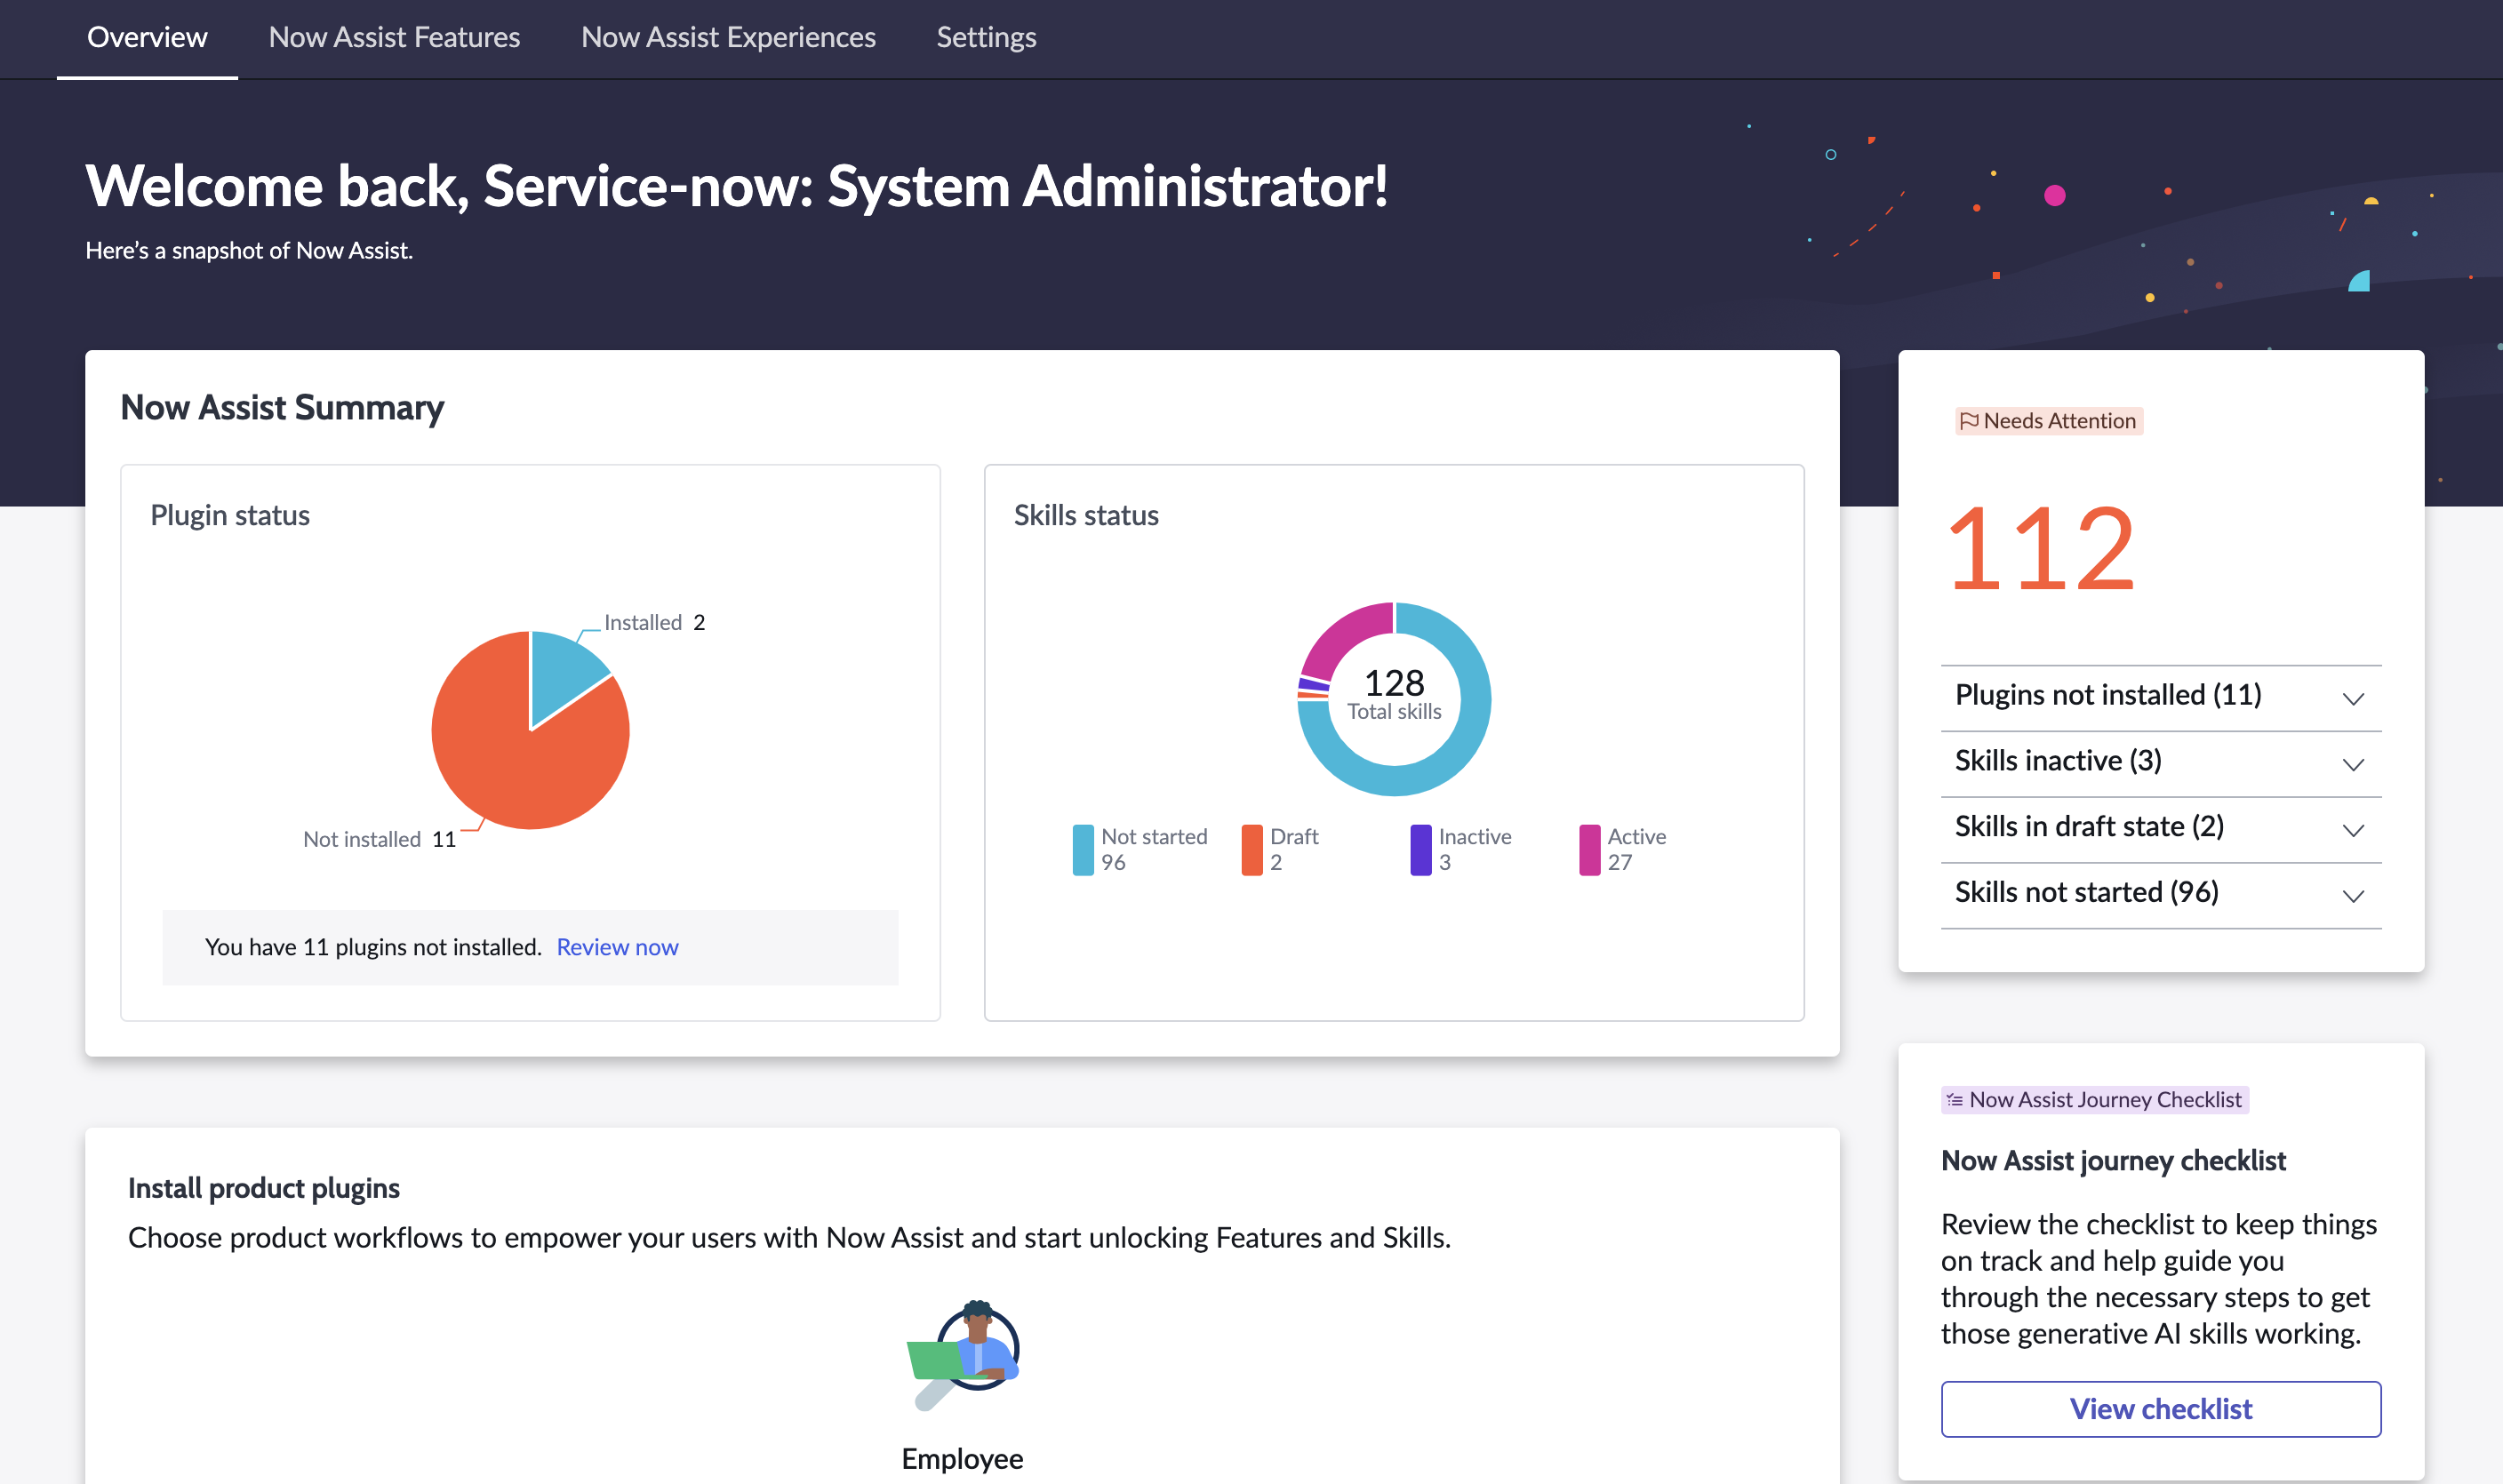 Overview
Now Assist Features
Now Assist Experiences
Settings
Welcome back, Service-now: System Administrator!
Here's a snapshot of Now Assist.
Now Assist Summary
Plugin status
Installed 2
Not installed 11
You have 11 plugins not installed. Review now
Skills status
128
Total skills
Not started
96
Draft
2
Inactive
3
Active
27
Needs Attention
112
Plugins not installed (11)
Skills inactive (3)
Skills in draft state (2)
Skills not started (96)
Install product plugins
Choose product workflows to empower your users with Now Assist and start unlocking Features and Skills.
Employee
Now Assist Journey Checklist
Now Assist journey checklist
Review the checklist to keep things
on track and help guide you
through the necessary steps to get
those generative AI skills working.
View checklist